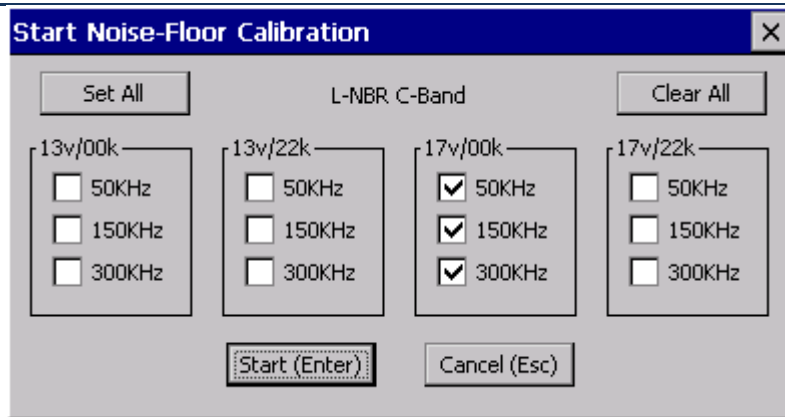 Start Noise-Floor Calibration
Set All L-NBR C-Band Clear All
13v/00k 13v/22k 17v/00k 17v/22k
50KHz 50KHz 50KHz 50KHz
150KHz 150KHz 150KHz 150KHz
300KHz 300KHz 300KHz 300KHz
Start (Enter) Cancel (Esc)